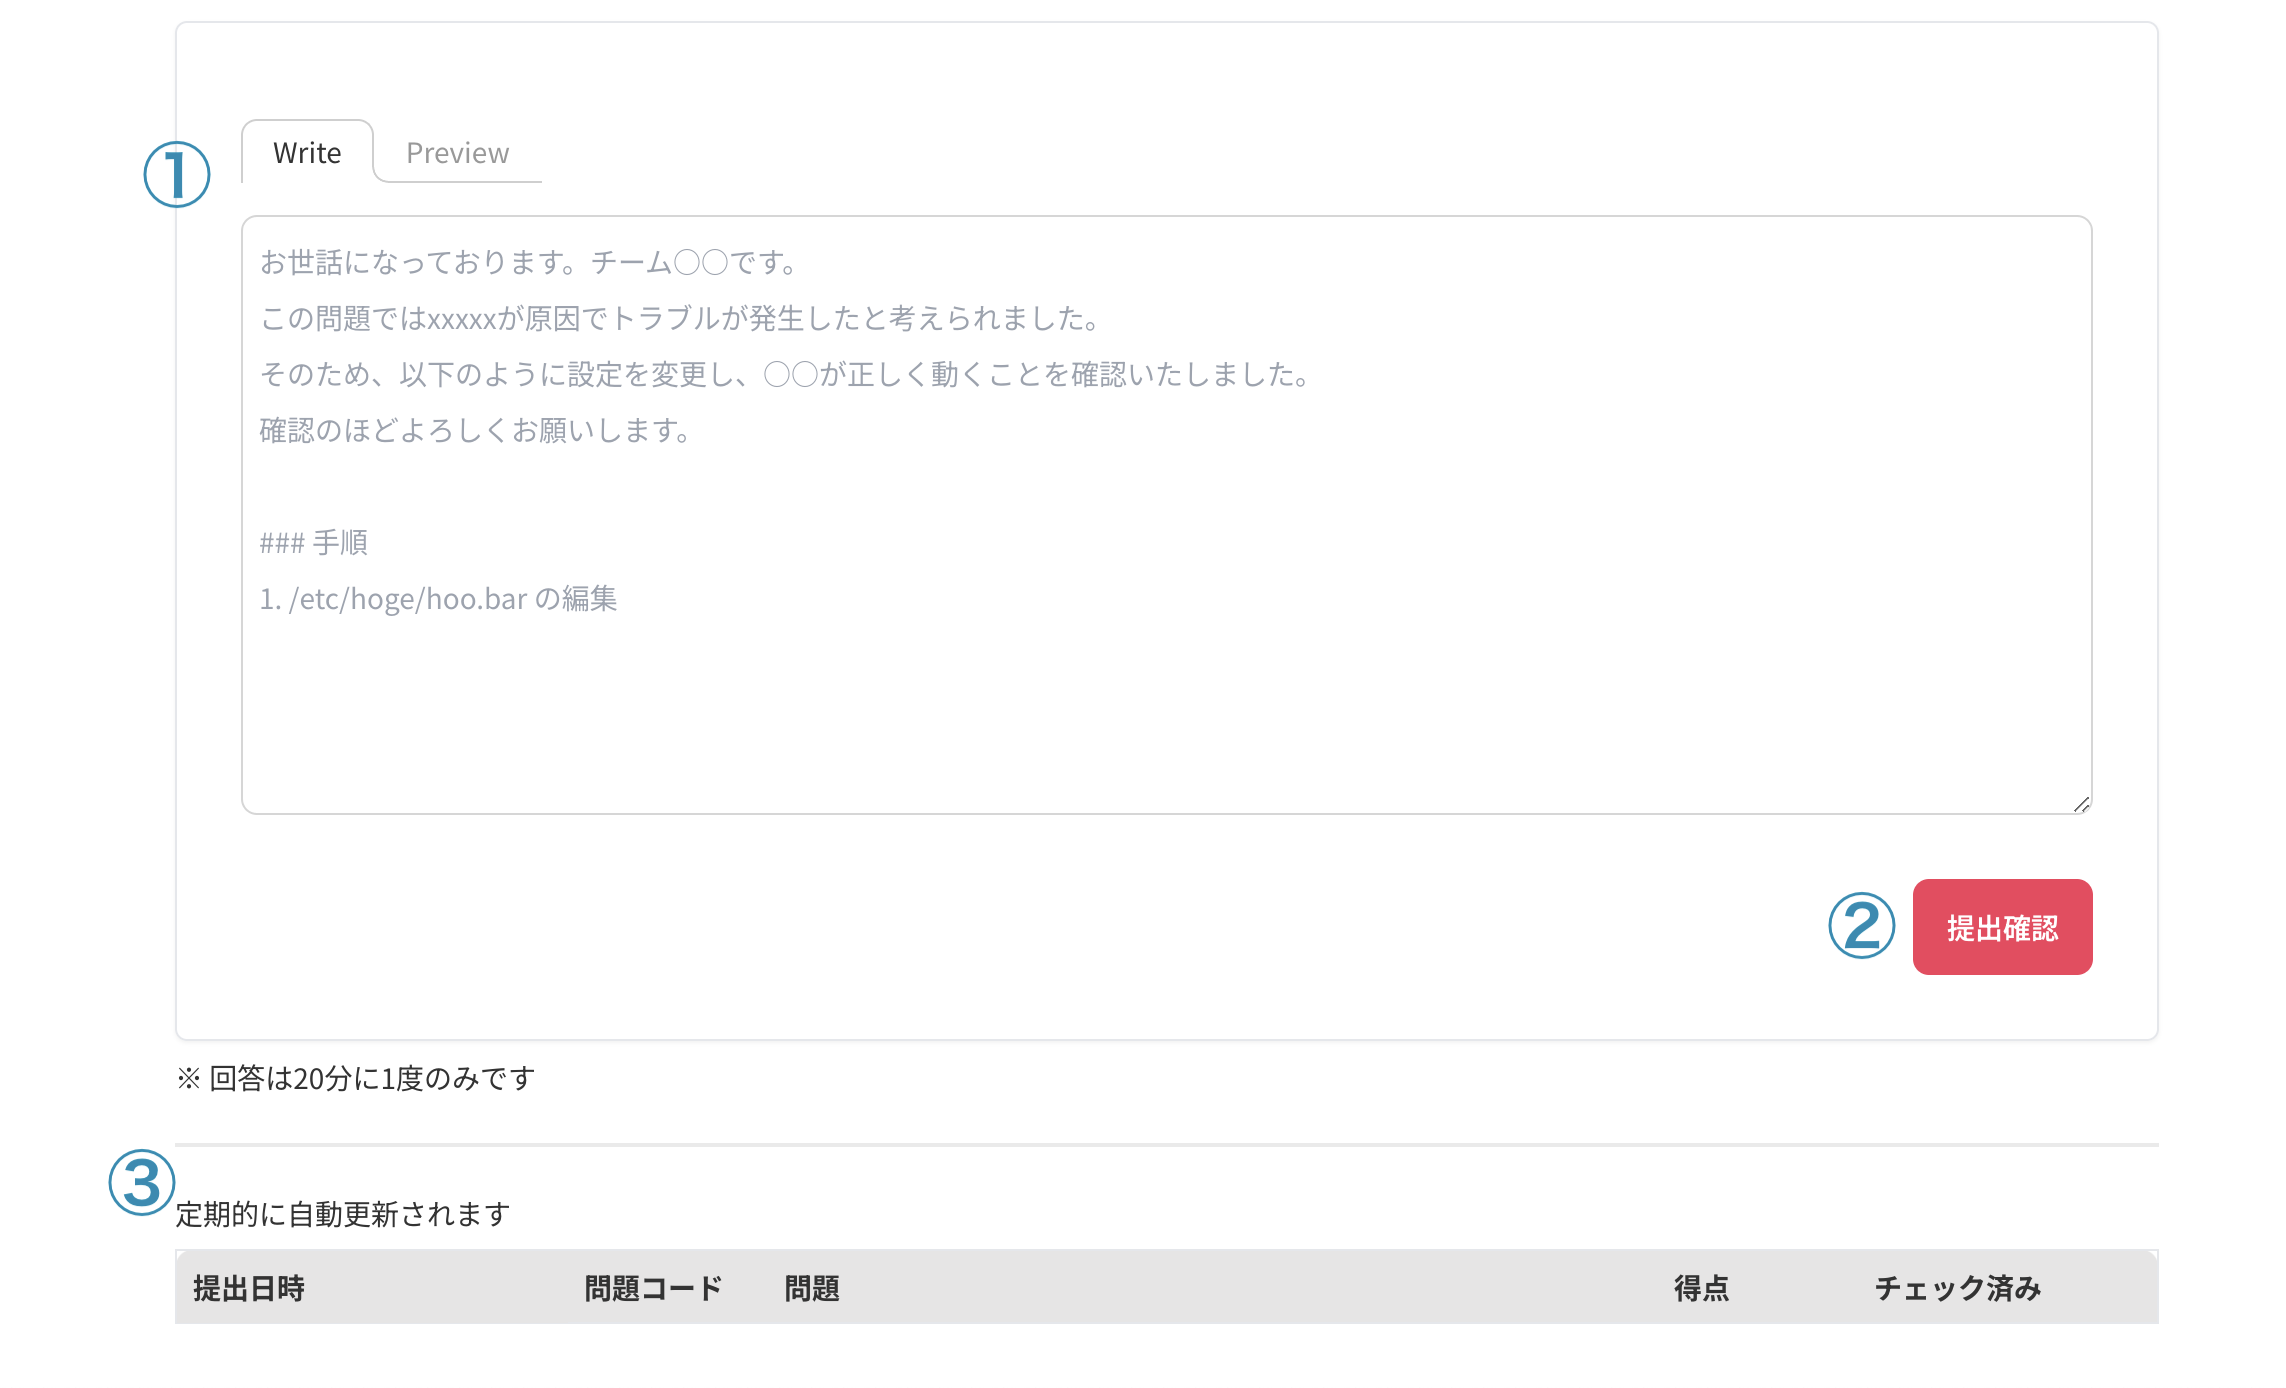 ①
Write Preview
お世話になっております。チーム○○です。
この問題ではxxxxxが原因でトラブルが発生したと考えられました。
そのため、以下のように設定を変更し、○○が正しく動くことを確認いたしました。
確認のほどよろしくお願いします。
### 手順
1. /etc/hoge/hoo.bar の編集
② 提出確認
※ 回答は20分に1度のみです
③
定期的に自動更新されます
提出日時 問題コード 問題 得点 チェック済み